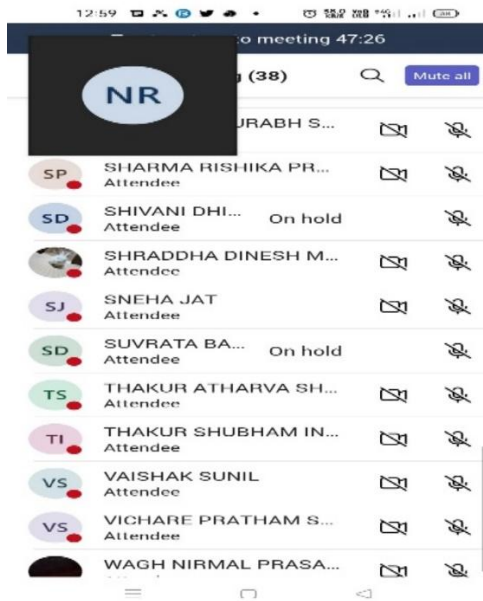 12:59
to meeting 47:26
NR
(38)
Mute all
URABH S...
SP SHARMA RISHIKA PR...
Attendee
SD SHIVANI DHI... On hold
Attendee
SHRADDHA DINESH M...
Attendee
SJ SNEHA JAT
Attendee
SD SUVRATA BA... On hold
Attendee
TS THAKUR ATHARVA SH...
Attendee
TI THAKUR SHUBHAM IN...
Attendee
VS VAISHAK SUNIL
Attendee
VS VICHARE PRATHAM S...
Attendee
WAGH NIRMAL PRASA...